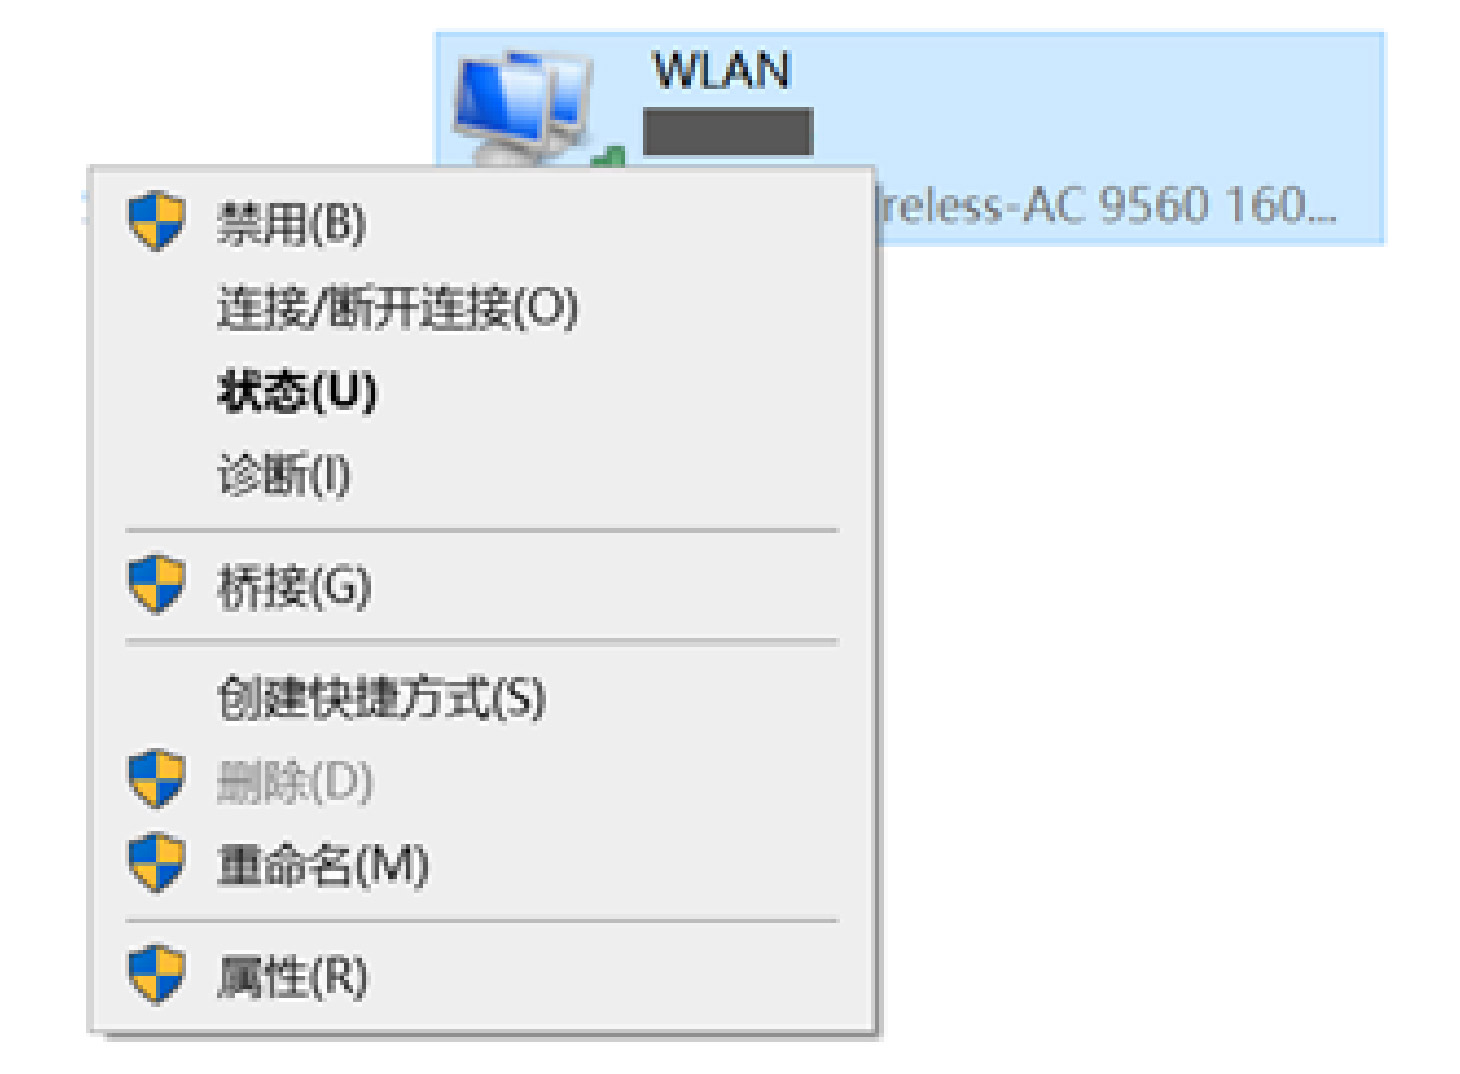 WLAN
reless-AC 9560 160...
禁用(B)
连接/断开连接(O)
状态(U)
诊断(I)
桥接(G)
创建快捷方式(S)
删除(D)
重命名(M)
属性(R)